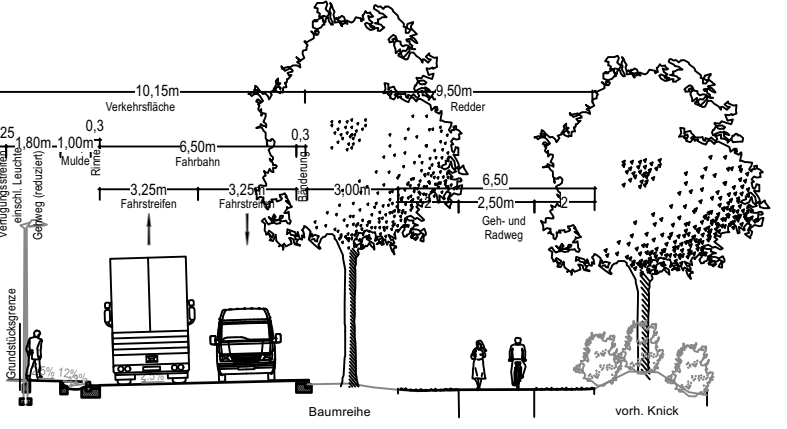 10,15m
9,50m
Verkehrsfläche
Redder
25
1,80m
1,00m
0,3
6,50m
0,3
Mulde
Rinne
Fahrbahn
Bänderung
einschl. Leuchte
Gehweg (reduziert)
3,25m
3,25m
3,00m
6,50
Fahrstreifen
Fahrstreifen
2
2,50m
2
Geh- und
Radweg
Grundstücksgrenze
12%
2.5%
Baumreihe
vorh. Knick